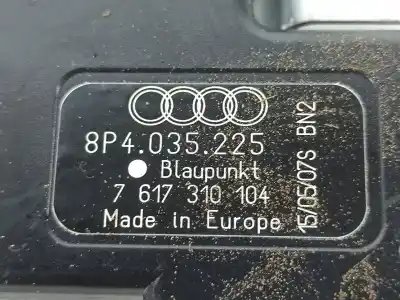 8P4.035.225
Blaupunkt
7 617 310 104
Made in Europe
15/05/07S BN2